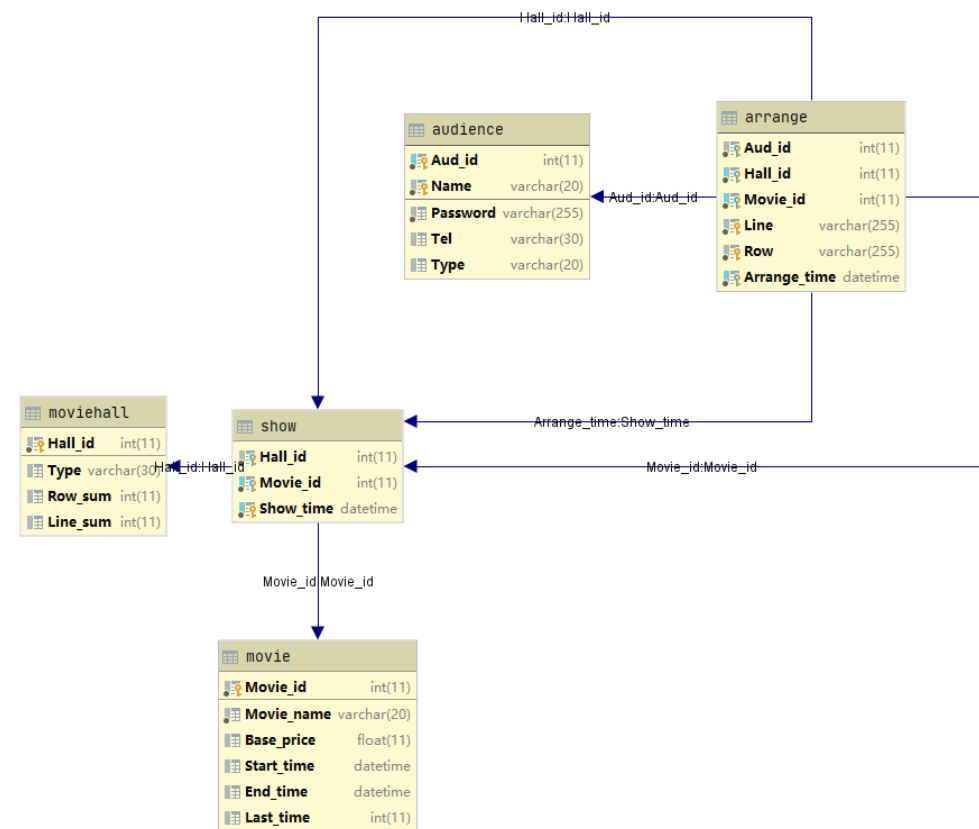 Hall_id:Hall_id
audience
Aud_id int(11)
Name varchar(20)
Password varchar(255)
Tel varchar(30)
Type varchar(20)
Aud_id:Aud_id
arrange
Aud_id int(11)
Hall_id int(11)
Movie_id int(11)
Line varchar(255)
Row varchar(255)
Arrange_time datetime
moviehall
Hall_id int(11)
Type varchar(30)
Row_sum int(11)
Line_sum int(11)
Hall_id:Hall_id
show
Hall_id int(11)
Movie_id int(11)
Show_time datetime
Arrange_time:Show_time
Movie_id:Movie_id
Movie_id:Movie_id
movie
Movie_id int(11)
Movie_name varchar(20)
Base_price float(11)
Start_time datetime
End_time datetime
Last_time int(11)